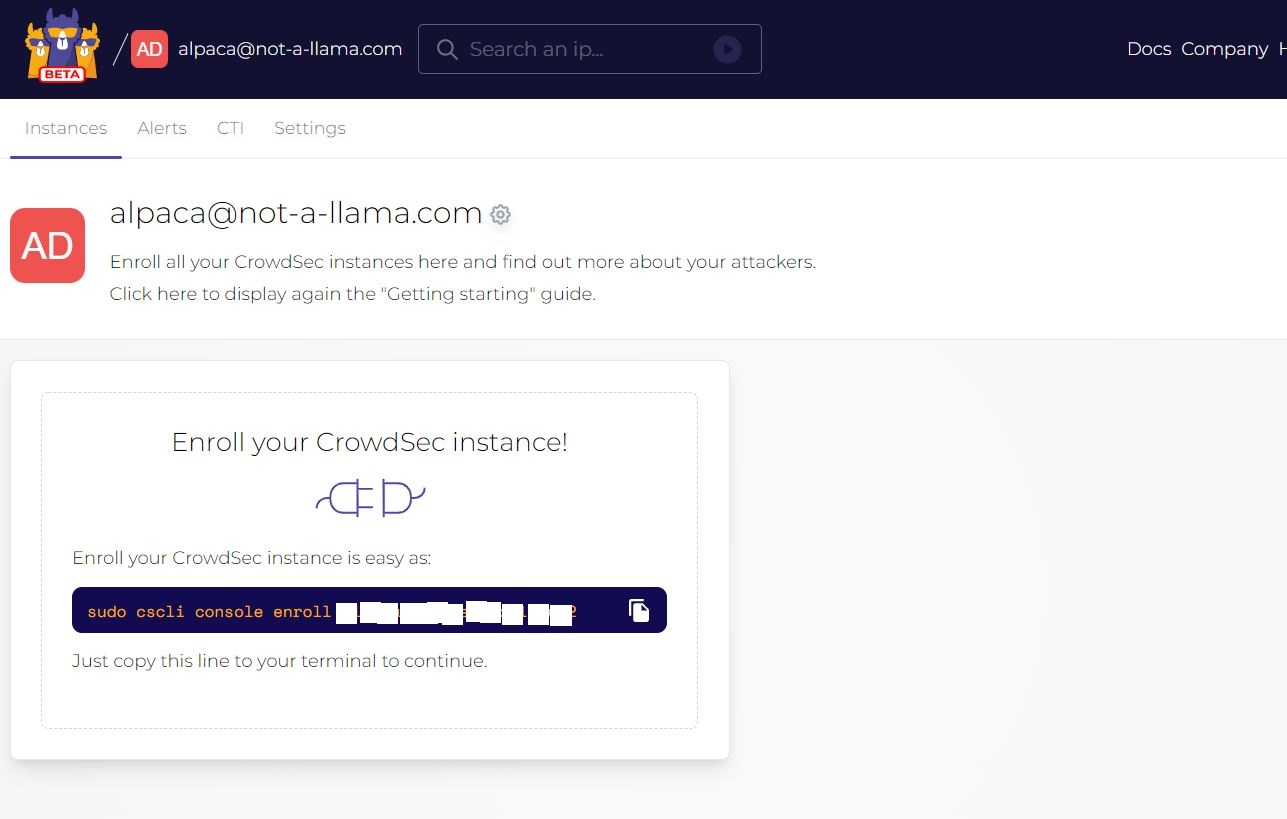 BETA
AD alpaca@not-a-llama.com
Search an ip...
Docs Company
Instances Alerts CTI Settings
AD
alpaca@not-a-llama.com
Enroll all your CrowdSec instances here and find out more about your attackers.
Click here to display again the "Getting starting" guide.
Enroll your CrowdSec instance!
Enroll your CrowdSec instance is easy as:
sudo cscli console enroll
Just copy this line to your terminal to continue.